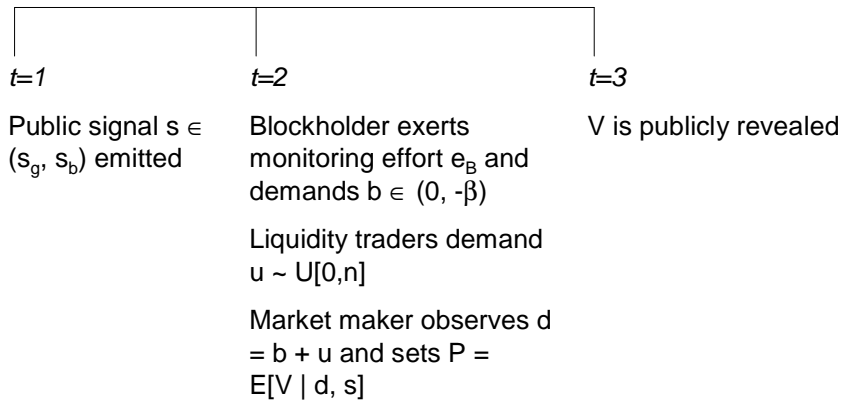 t=1
Public signal s ∈
(s_g, s_b) emitted
t=2
Blockholder exerts
monitoring effort e_B and
demands b ∈ (0, -β)
Liquidity traders demand
u ~ U[0,n]
Market maker observes d
= b + u and sets P =
E[V | d, s]
t=3
V is publicly revealed